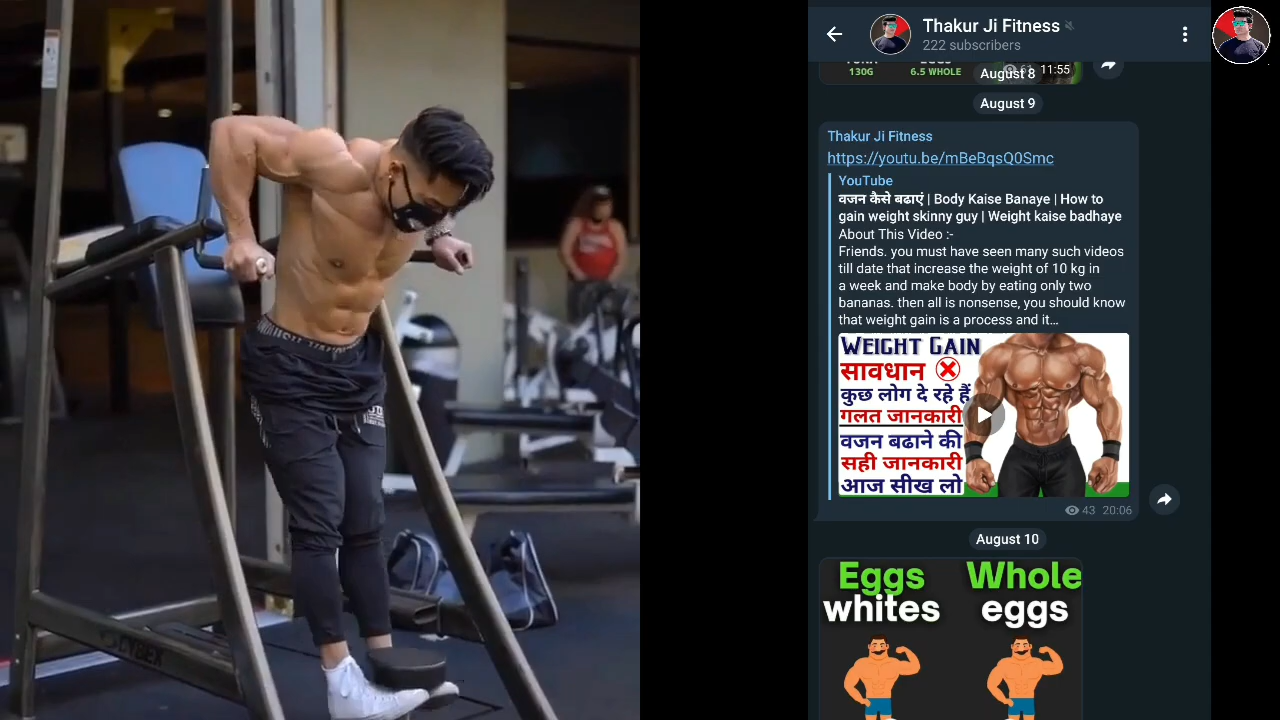 CYBEX
Thakur Ji Fitness
222 subscribers
130G
6.5 WHOLE
11:55
August 8
August 9
Thakur Ji Fitness
https://youtu.be/mBeBqsQ0Smc
YouTube
वजन कैसे बढाएं | Body Kaise Banaye | How to
gain weight skinny guy | Weight kaise badhaye
About This Video :-
Friends. you must have seen many such videos
till date that increase the weight of 10 kg in
a week and make body by eating only two
bananas. then all is nonsense, you should know
that weight gain is a process and it...
WEIGHT GAIN
सावधान
कुछ लोग दे रहे हैं
गलत जानकारी
वजन बढाने की
सही जानकारी
आज सीख लो
43 20:06
August 10
Eggs Whole
whites eggs